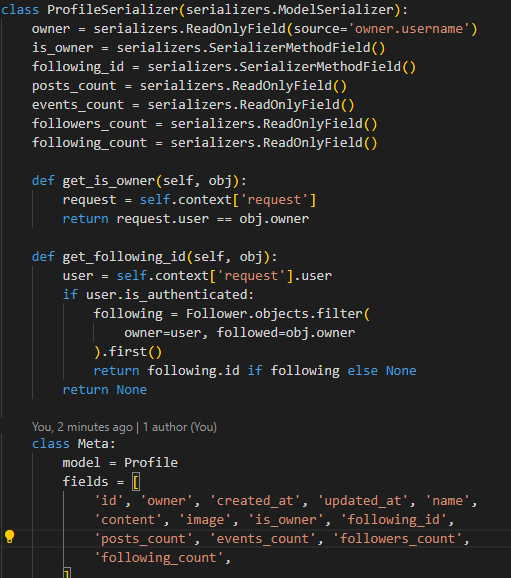 class ProfileSerializer(serializers.ModelSerializer):
    owner = serializers.ReadOnlyField(source='owner.username')
    is_owner = serializers.SerializerMethodField()
    following_id = serializers.SerializerMethodField()
    posts_count = serializers.ReadOnlyField()
    events_count = serializers.ReadOnlyField()
    followers_count = serializers.ReadOnlyField()
    following_count = serializers.ReadOnlyField()

    def get_is_owner(self, obj):
        request = self.context['request']
        return request.user == obj.owner

    def get_following_id(self, obj):
        user = self.context['request'].user
        if user.is_authenticated:
            following = Follower.objects.filter(
                owner=user, followed=obj.owner
            ).first()
            return following.id if following else None
        return None

You, 2 minutes ago | 1 author (You)
    class Meta:
        model = Profile
        fields = [
            'id', 'owner', 'created_at', 'updated_at', 'name',
            'content', 'image', 'is_owner', 'following_id',
            'posts_count', 'events_count', 'followers_count',
            'following_count',
        ]